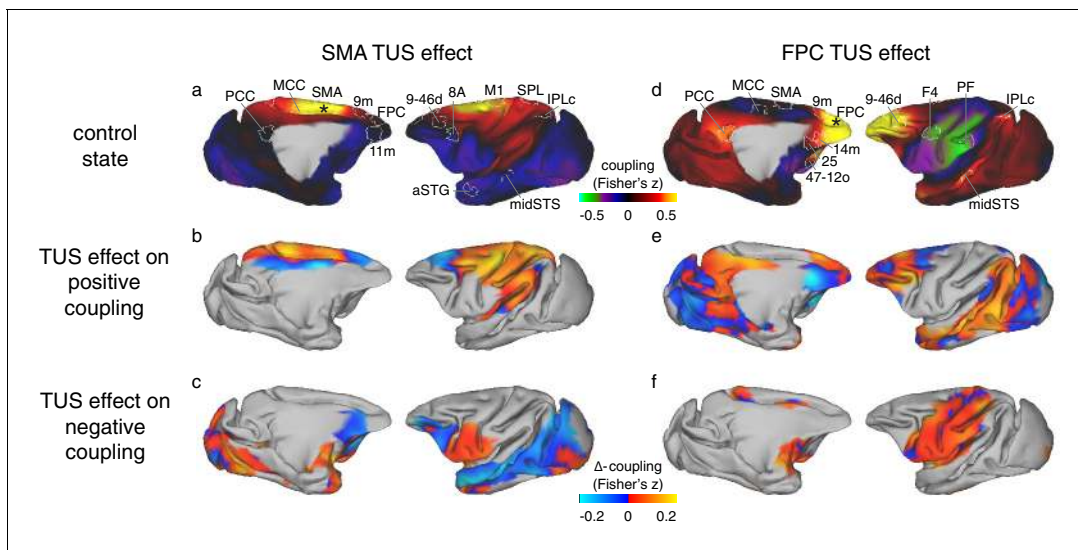 SMA TUS effect
FPC TUS effect
control
state
a
PCC
MCC
SMA
*
9m
FPC
11m
9-46d
8A
M1
SPL
IPLc
aSTG
midSTS
coupling
(Fisher's z)
-0.5 0 0.5
d
PCC
MCC
SMA
9m
FPC
*
14m
25
47-12o
9-46d
F4
PF
IPLc
midSTS
TUS effect on
positive
coupling
b
e
TUS effect on
negative
coupling
c
f
Δ-coupling
(Fisher's z)
-0.2 0 0.2